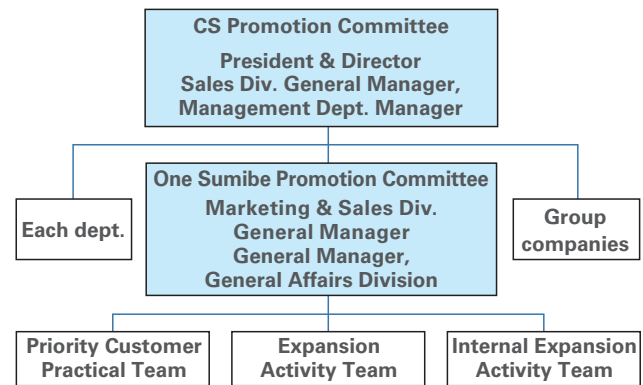 CS Promotion Committee
President & Director
Sales Div. General Manager,
Management Dept. Manager
Each dept.
One Sumibe Promotion Committee
Marketing & Sales Div.
General Manager
General Manager,
General Affairs Division
Group
companies
Priority Customer
Practical Team
Expansion
Activity Team
Internal Expansion
Activity Team